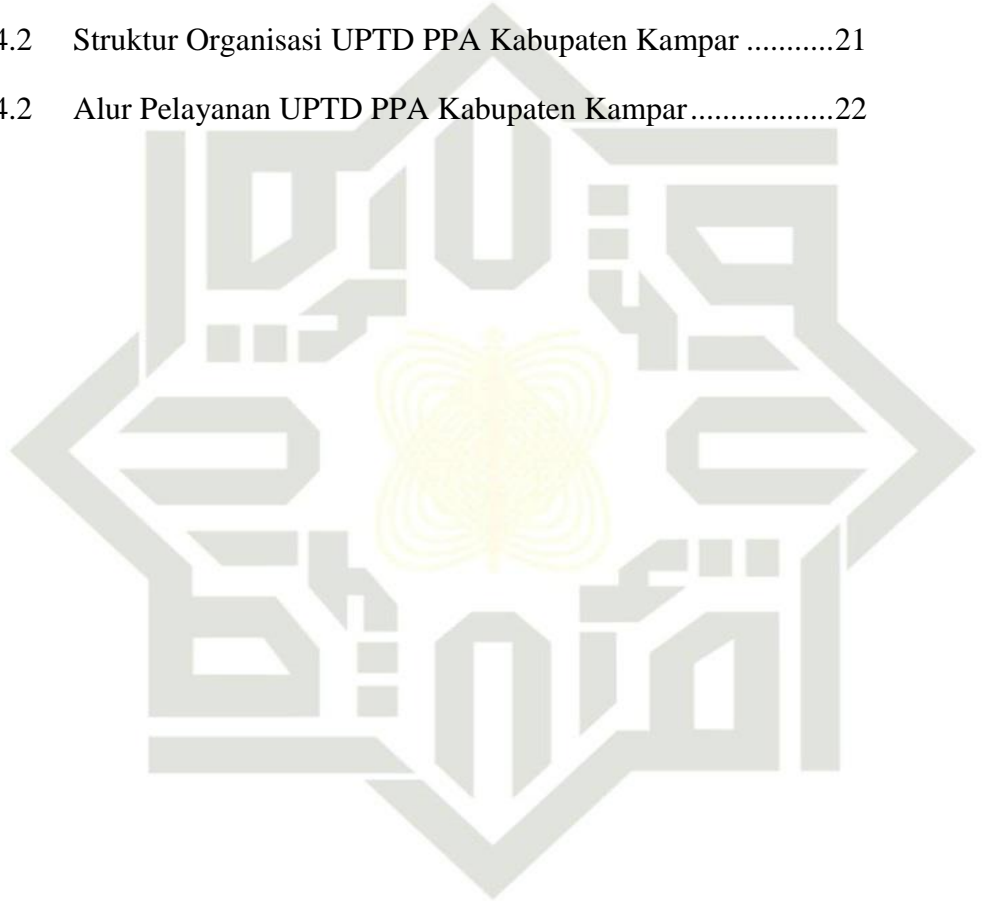 4.2 Struktur Organisasi UPTD PPA Kabupaten Kampar ...........21
4.2 Alur Pelayanan UPTD PPA Kabupaten Kampar..................22